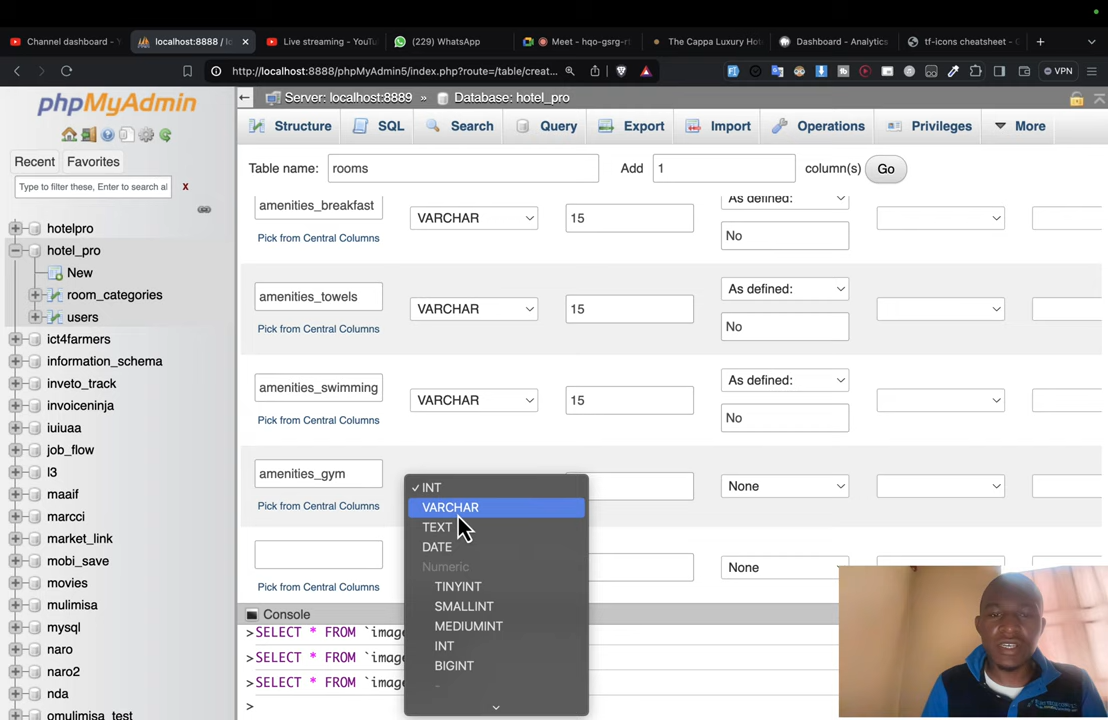 Channel dashboard - Y
localhost:8888 / lo
Live streaming - YouTu
(229) WhatsApp
Meet - hqo-gsrg-r
The Cappa Luxury Hot
Dashboard - Analytics
tf-icons cheatsheet - G
http://localhost:8888/phpMyAdmin5/index.php?route=/table/creat...
VPN
phpMyAdmin
Recent
Favorites
Type to filter these, Enter to search al
X
hotelpro
hotel_pro
New
room_categories
users
ict4farmers
information_schema
inveto_track
invoiceninja
iuiuaa
job_flow
l3
maaif
marcci
market_link
mobi_save
movies
mulimisa
mysql
naro
naro2
nda
omulimisa_test
Server: localhost:8889 » Database: hotel_pro
Structure
SQL
Search
Query
Export
Import
Operations
Privileges
More
Table name:
rooms
Add
1
column(s)
Go
amenities_breakfast
VARCHAR
15
As defined:
No
Pick from Central Columns
amenities_towels
VARCHAR
15
As defined:
No
Pick from Central Columns
amenities_swimming
VARCHAR
15
As defined:
No
Pick from Central Columns
amenities_gym
None
Pick from Central Columns
None
Pick from Central Columns
✓ INT
VARCHAR
TEXT
DATE
Numeric
TINYINT
SMALLINT
MEDIUMINT
INT
BIGINT
-
Console
>SELECT * FROM `image
>SELECT * FROM `imag
>SELECT * FROM `imag
>